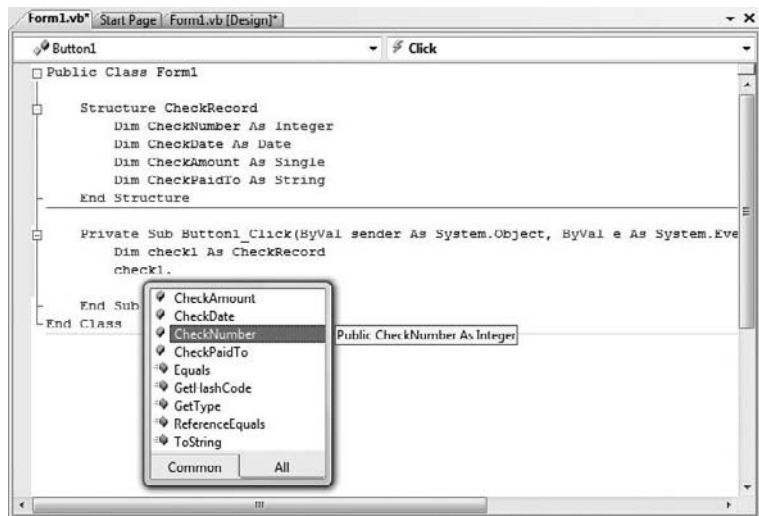 Form1.vb* Start Page Form1.vb [Design]*
Button1 Click
Public Class Form1
Structure CheckRecord
Dim CheckNumber As Integer
Dim CheckDate As Date
Dim CheckAmount As Single
Dim CheckPaidTo As String
End Structure
Private Sub Button1_Click(ByVal sender As System.Object, ByVal e As System.Eve
Dim check1 As CheckRecord
check1.
End Sub
End Class
CheckAmount
CheckDate
CheckNumber
Public CheckNumber As Integer
CheckPaidTo
Equals
GetHashCode
GetType
ReferenceEquals
ToString
Common All